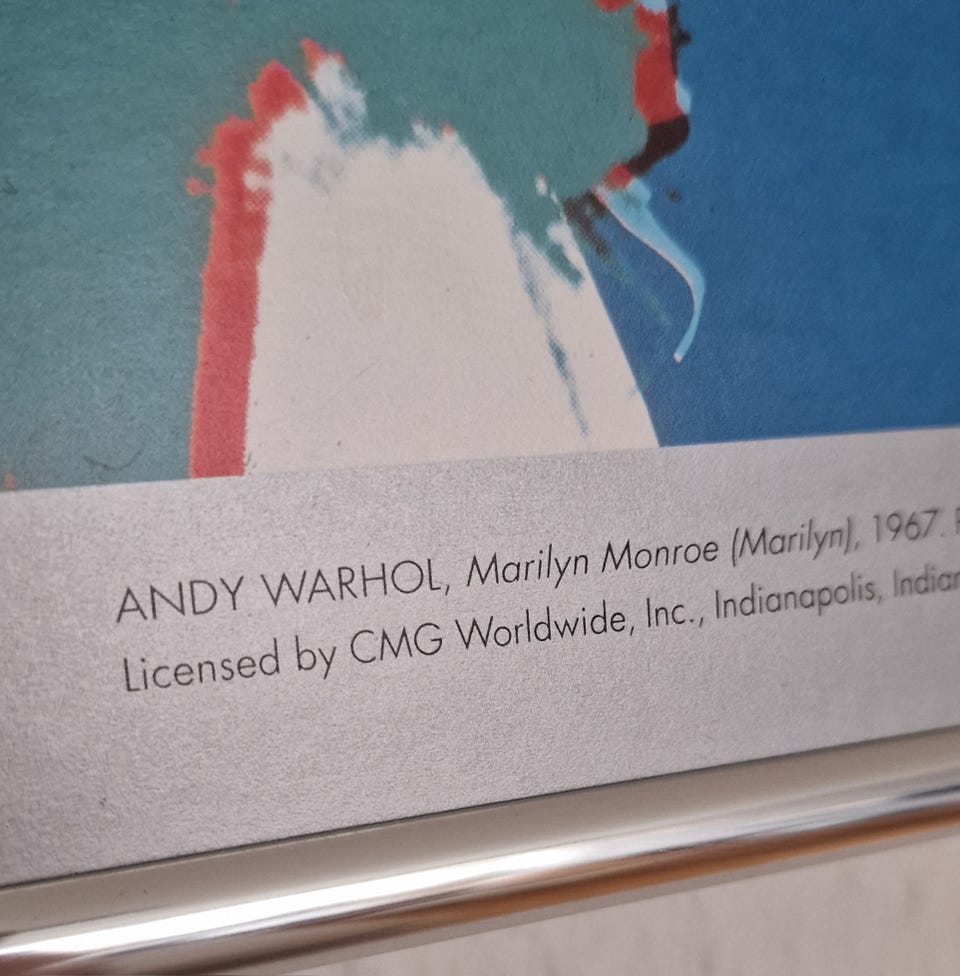 ANDY WARHOL, Marilyn Monroe (Marilyn), 1967.
Licensed by CMG Worldwide, Inc., Indianapolis,